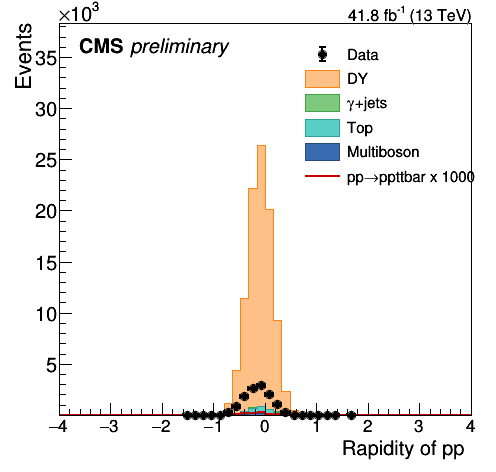 ×10³
41.8 fb⁻¹ (13 TeV)
Events
CMS preliminary
Data
DY
γ+jets
Top
Multiboson
pp→ppttbar x 1000
35
30
25
20
15
10
5
−4 −3 −2 −1 0 1 2 3 4
Rapidity of pp